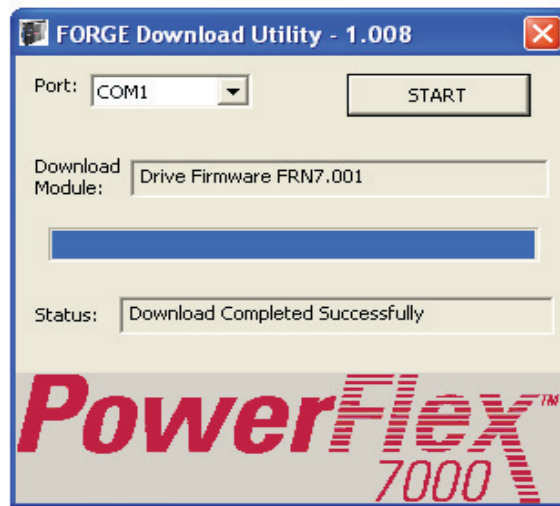 FORGE Download Utility - 1.008
Port: COM1
START
Download Module: Drive Firmware FRN7.001
Status: Download Completed Successfully
PowerFlex™
7000